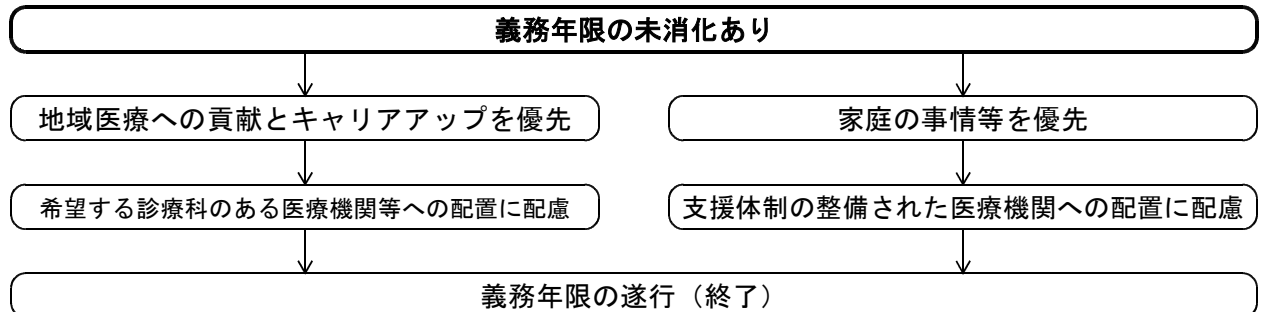 義務年限の未消化あり
地域医療への貢献とキャリアアップを優先
家庭の事情等を優先
希望する診療科のある医療機関等への配置に配慮
支援体制の整備された医療機関への配置に配慮
義務年限の遂行（終了）